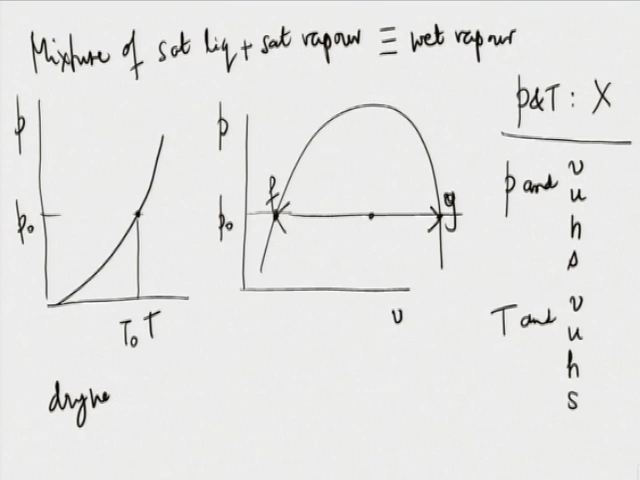 Mixture of sat liq + sat vapour ≡ wet vapour
p&T : X
p
p₀
T₀ T
p
p₀
f
g
v
p and v
u
h
s
T and v
u
h
s
dryne